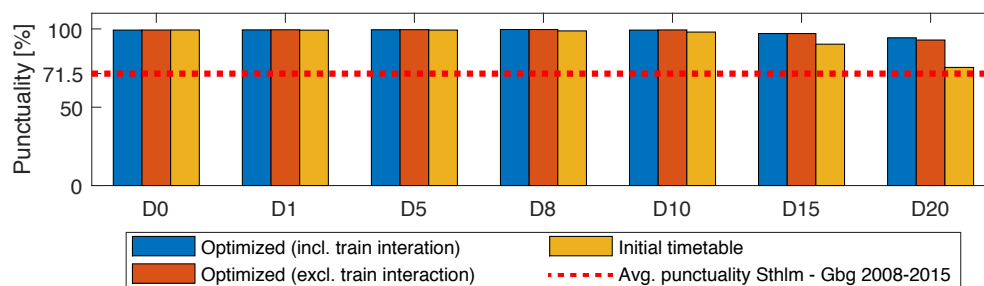 Punctuality [%]
100
71.5
50
0
D0 D1 D5 D8 D10 D15 D20
Optimized (incl. train interation)
Optimized (excl. train interaction)
Initial timetable
Avg. punctuality Sthlm - Gbg 2008-2015